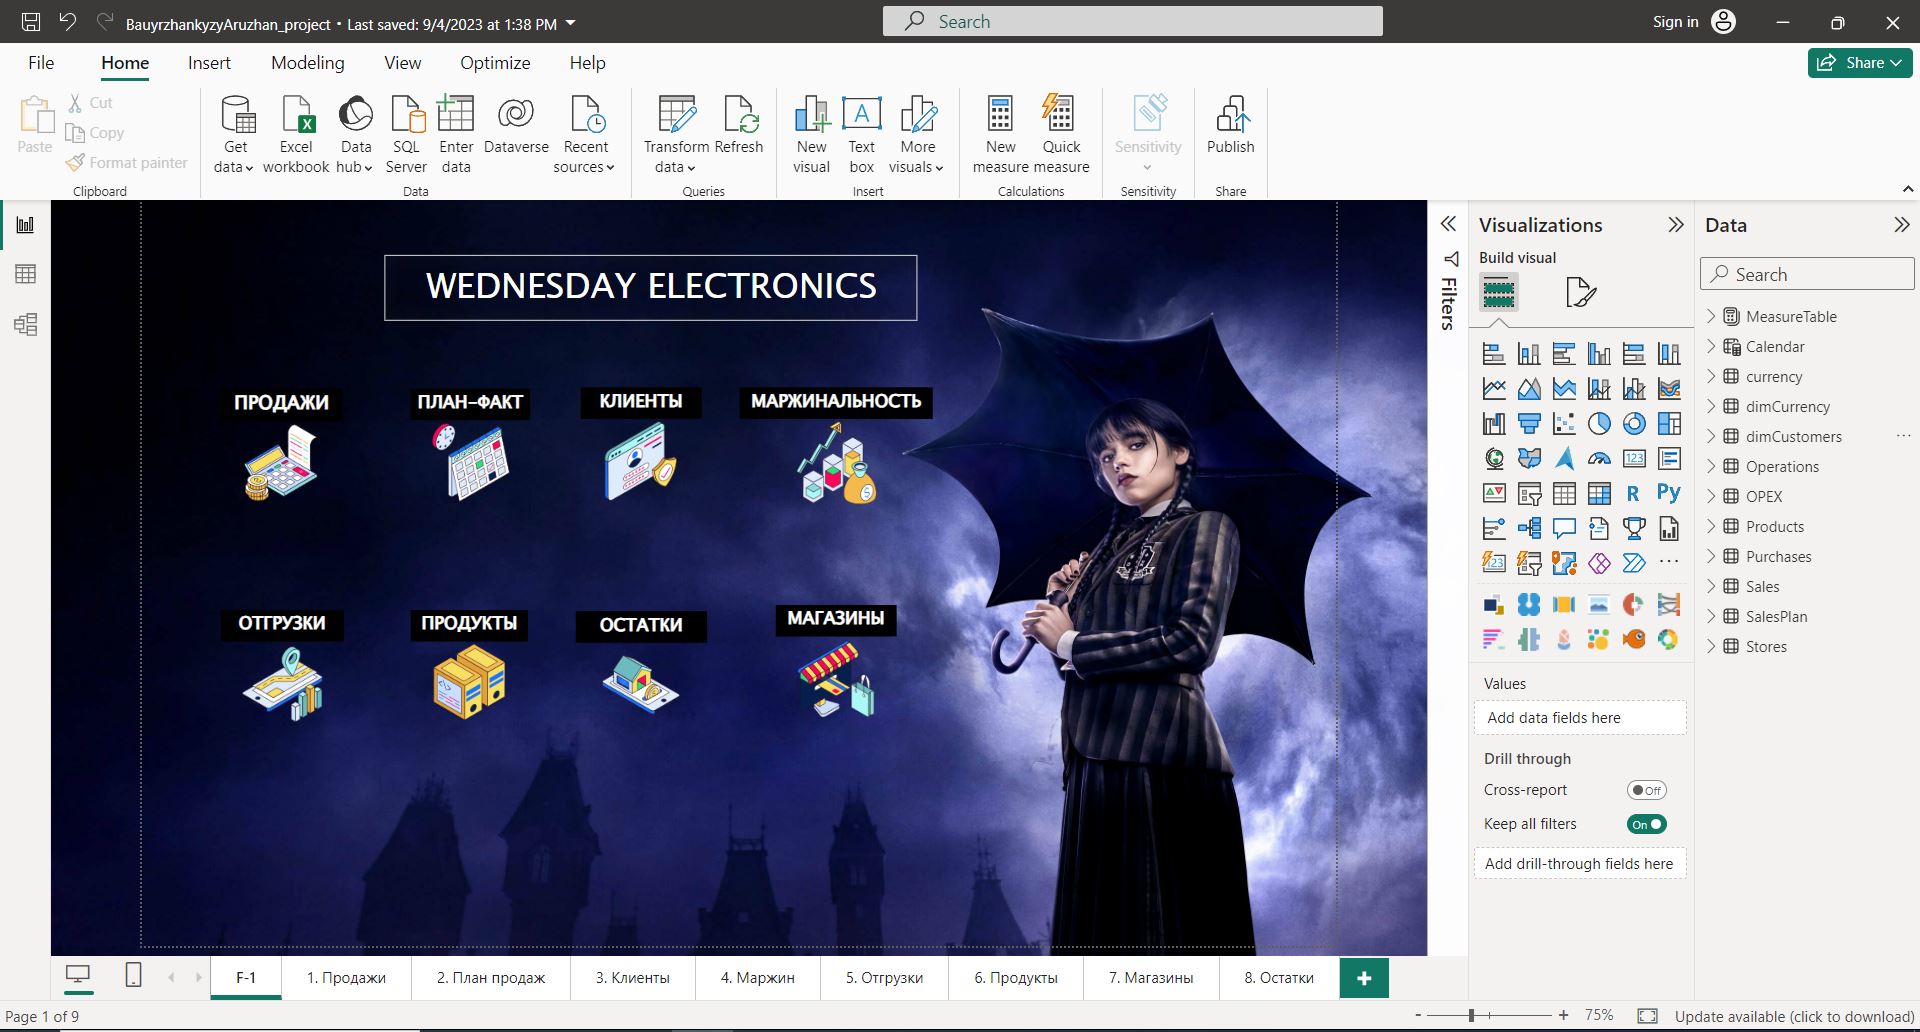 BauyrzhankyzyAruzhan_project • Last saved: 9/4/2023 at 1:38 PM
Search
Sign in
File Home Insert Modeling View Optimize Help
Share
Paste
Cut
Copy
Format painter
Clipboard
Get data
Excel workbook
Data hub
SQL Server
Enter data
Dataverse
Recent sources
Data
Transform data
Refresh
Queries
New visual
Text box
More visuals
Insert
New measure
Quick measure
Calculations
Sensitivity
Sensitivity
Publish
Share
WEDNESDAY ELECTRONICS
ПРОДАЖИ
ПЛАН-ФАКТ
КЛИЕНТЫ
МАРЖИНАЛЬНОСТЬ
ОТГРУЗКИ
ПРОДУКТЫ
ОСТАТКИ
МАГАЗИНЫ
Filters
Visualizations
Build visual
123
R
Py
123
Values
Add data fields here
Drill through
Cross-report
Off
Keep all filters
On
Add drill-through fields here
Data
Search
MeasureTable
Calendar
currency
dimCurrency
dimCustomers
Operations
OPEX
Products
Purchases
Sales
SalesPlan
Stores
F-1
1. Продажи
2. План продаж
3. Клиенты
4. Маржин
5. Отгрузки
6. Продукты
7. Магазины
8. Остатки
+
Page 1 of 9
- + 75%
Update available (click to download)